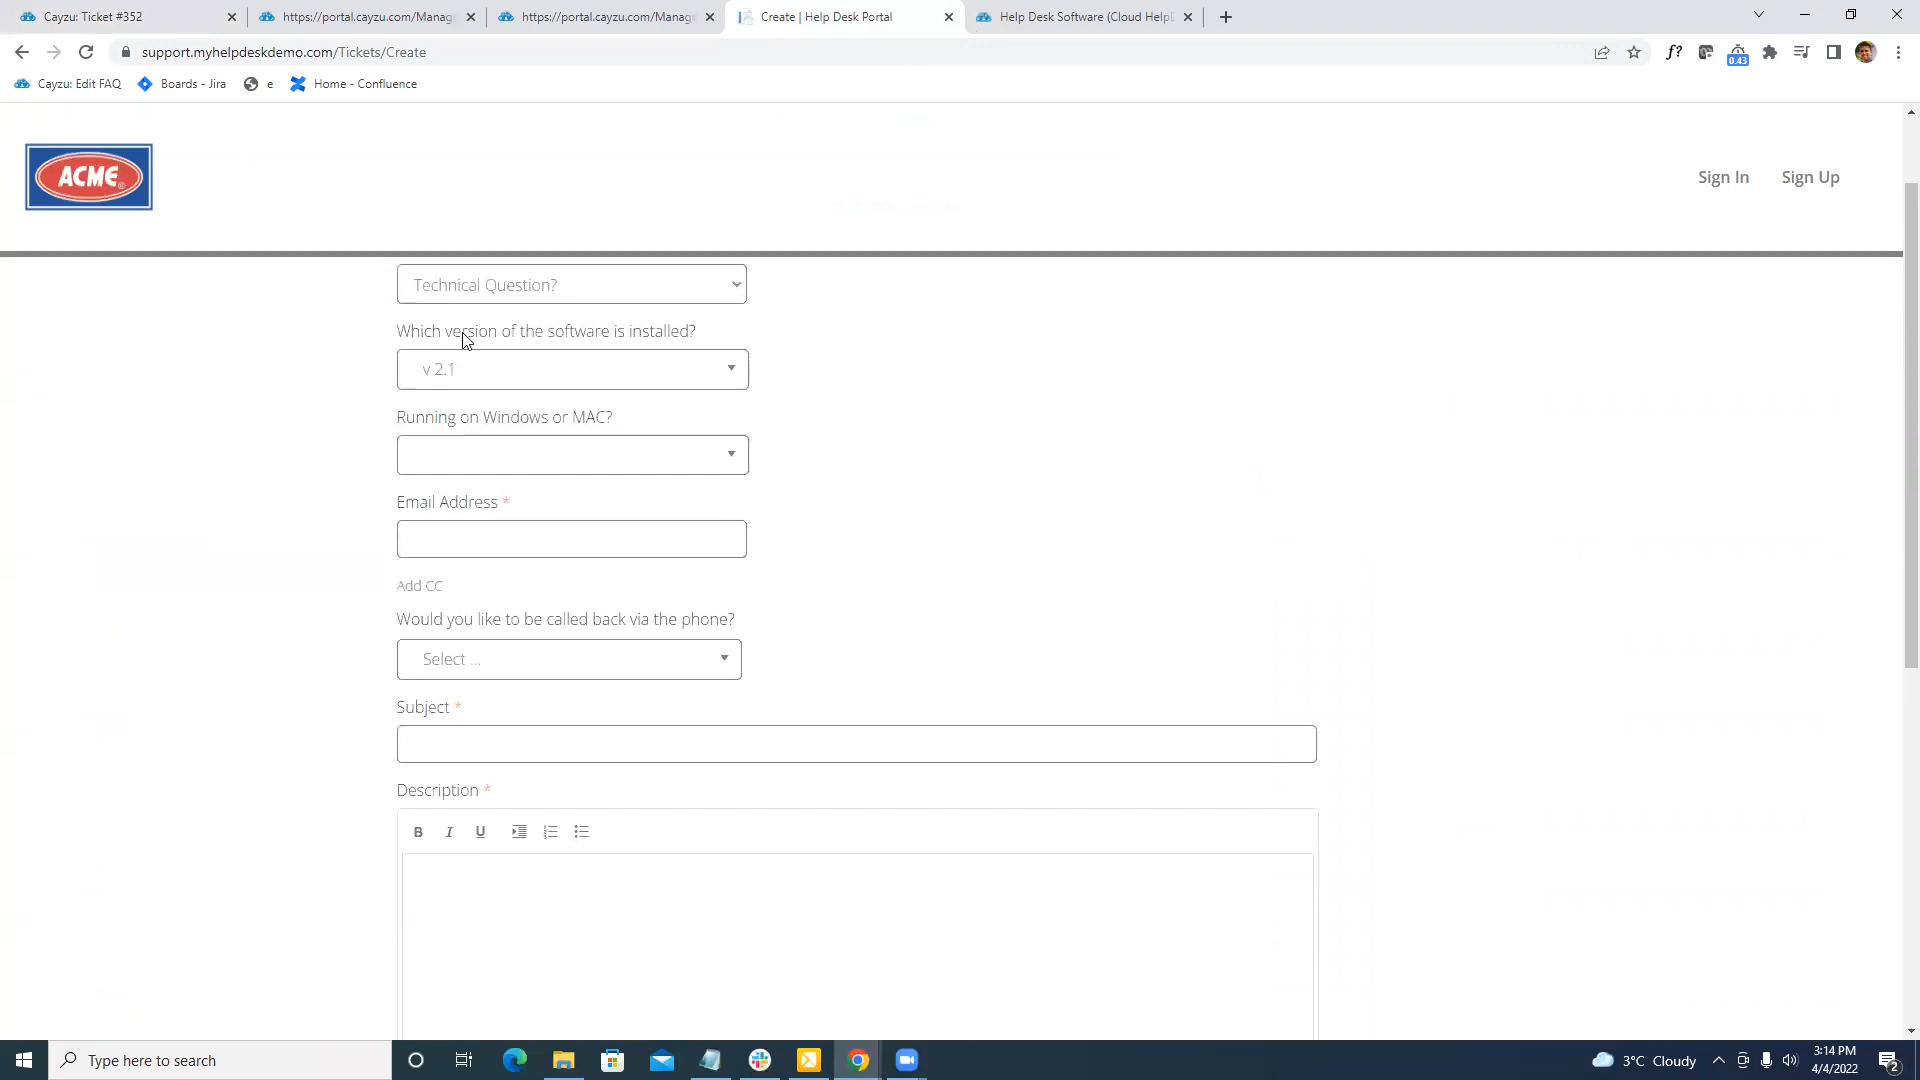 Cayzu: Ticket #352
https://portal.cayzu.com/Manag
https://portal.cayzu.com/Manag
Create | Help Desk Portal
Help Desk Software (Cloud HelpD
support.myhelpdeskdemo.com/Tickets/Create
f?
0.43
Cayzu: Edit FAQ
Boards - Jira
e
Home - Confluence
ACME
Sign In
Sign Up
Technical Question?
Which version of the software is installed?
v 2.1
Running on Windows or MAC?
Email Address *
Add CC
Would you like to be called back via the phone?
Select ...
Subject *
Description *
B I U
Type here to search
3°C Cloudy
3:14 PM
4/4/2022
2